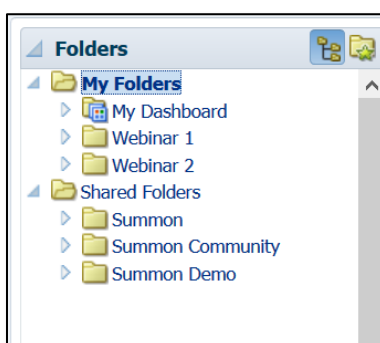 Folders
My Folders
My Dashboard
Webinar 1
Webinar 2
Shared Folders
Summon
Summon Community
Summon Demo